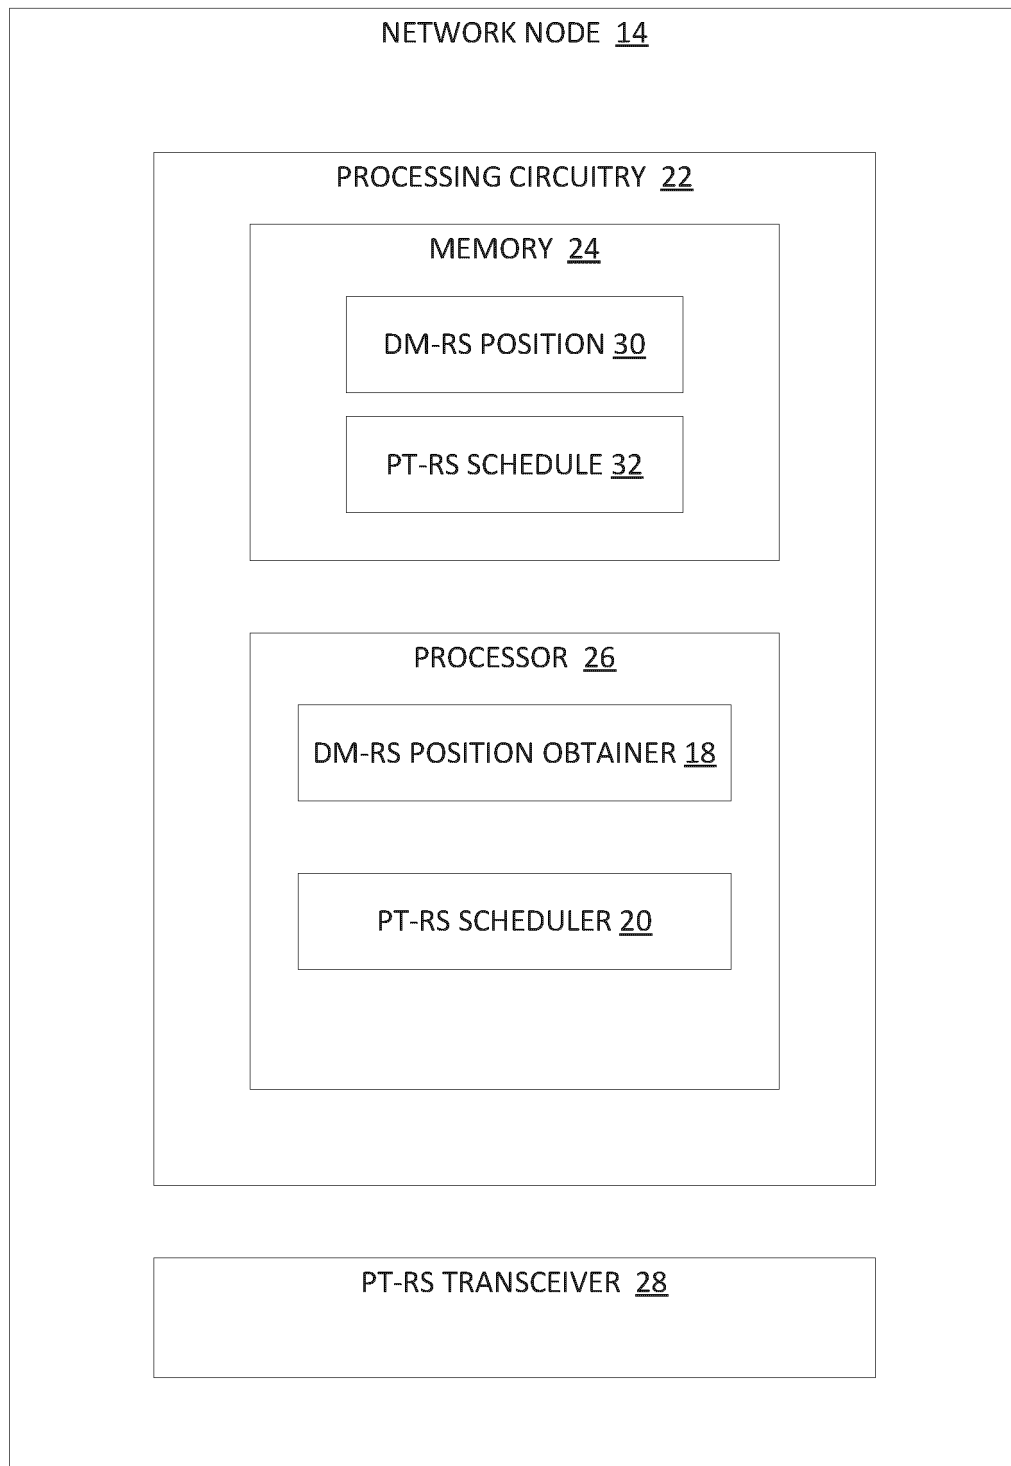 NETWORK NODE 14
PROCESSING CIRCUITRY 22
MEMORY 24
DM-RS POSITION 30
PT-RS SCHEDULE 32
PROCESSOR 26
DM-RS POSITION OBTAINER 18
PT-RS SCHEDULER 20
PT-RS TRANSCEIVER 28